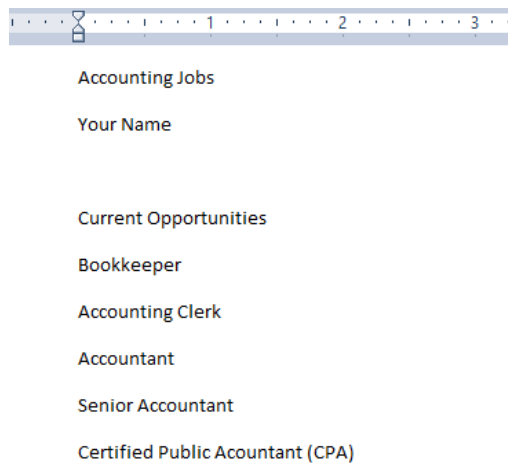 1 2 3
Accounting Jobs
Your Name
Current Opportunities
Bookkeeper
Accounting Clerk
Accountant
Senior Accountant
Certified Public Acountant (CPA)